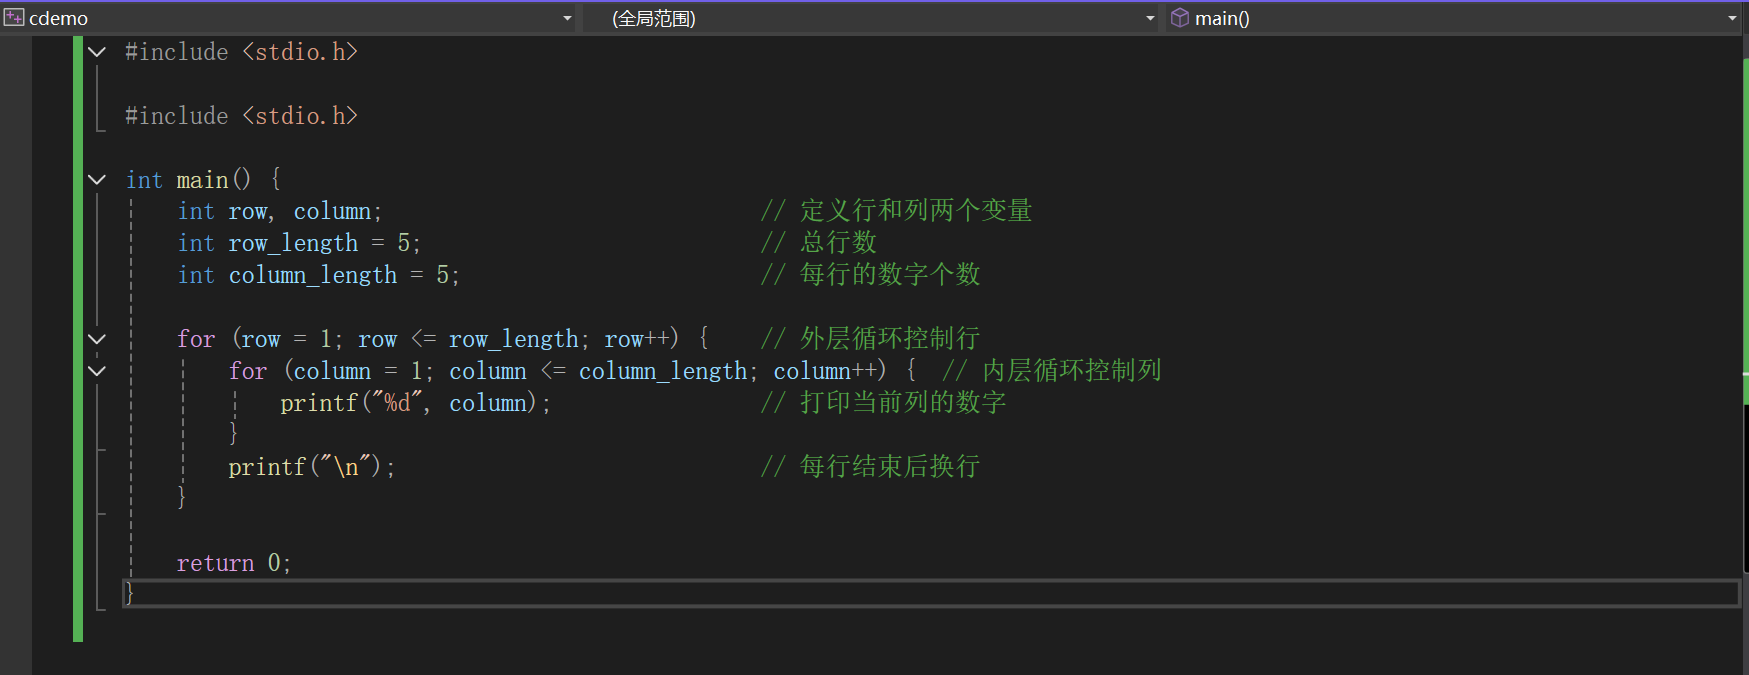 cdemo (全局范围) main()
#include <stdio.h>
#include <stdio.h>
int main() {
    int row, column;                             // 定义行和列两个变量
    int row_length = 5;                          // 总行数
    int column_length = 5;                       // 每行的数字个数
    for (row = 1; row <= row_length; row++) {    // 外层循环控制行
        for (column = 1; column <= column_length; column++) {  // 内层循环控制列
            printf("%d", column);                // 打印当前列的数字
        }
        printf("\n");                            // 每行结束后换行
    }
    return 0;
}